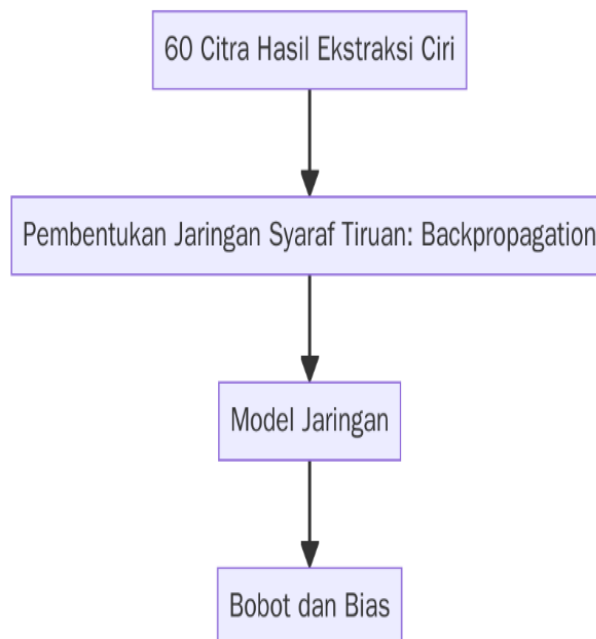 60 Citra Hasil Ekstraksi Ciri
Pembentukan Jaringan Syaraf Tiruan: Backpropagation
Model Jaringan
Bobot dan Bias